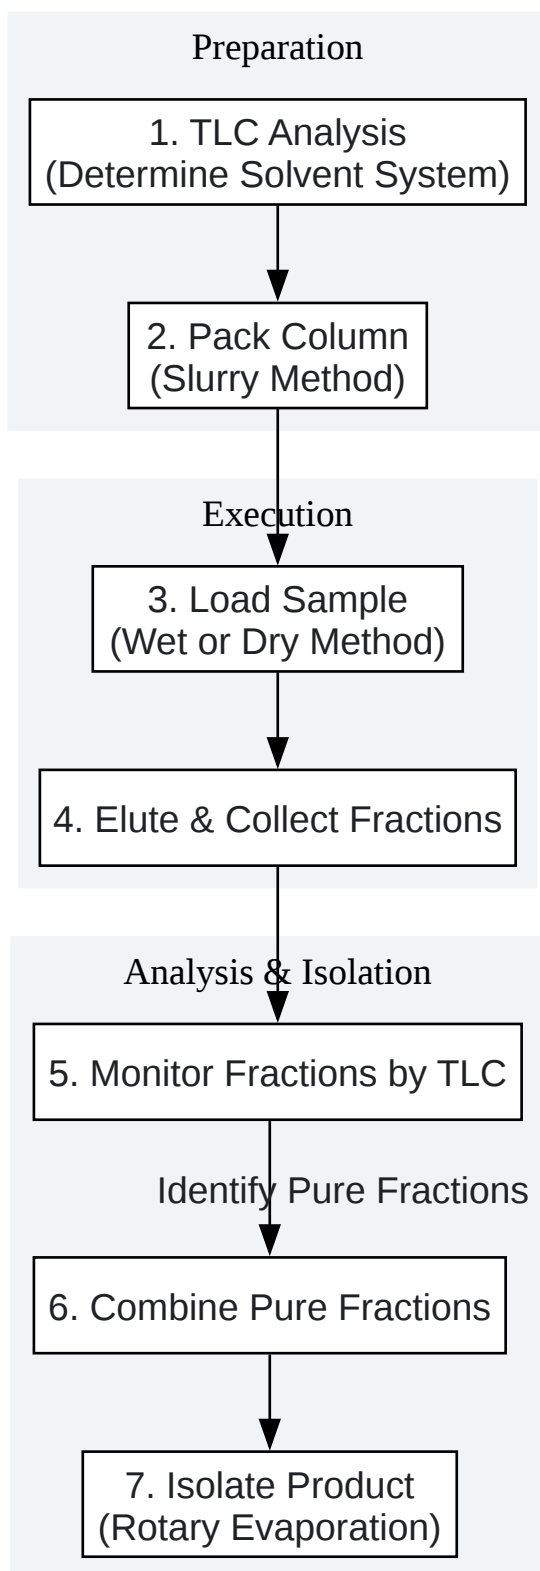 Preparation
1. TLC Analysis
(Determine Solvent System)
2. Pack Column
(Slurry Method)
Execution
3. Load Sample
(Wet or Dry Method)
4. Elute & Collect Fractions
Analysis & Isolation
5. Monitor Fractions by TLC
Identify Pure Fractions
6. Combine Pure Fractions
7. Isolate Product
(Rotary Evaporation)